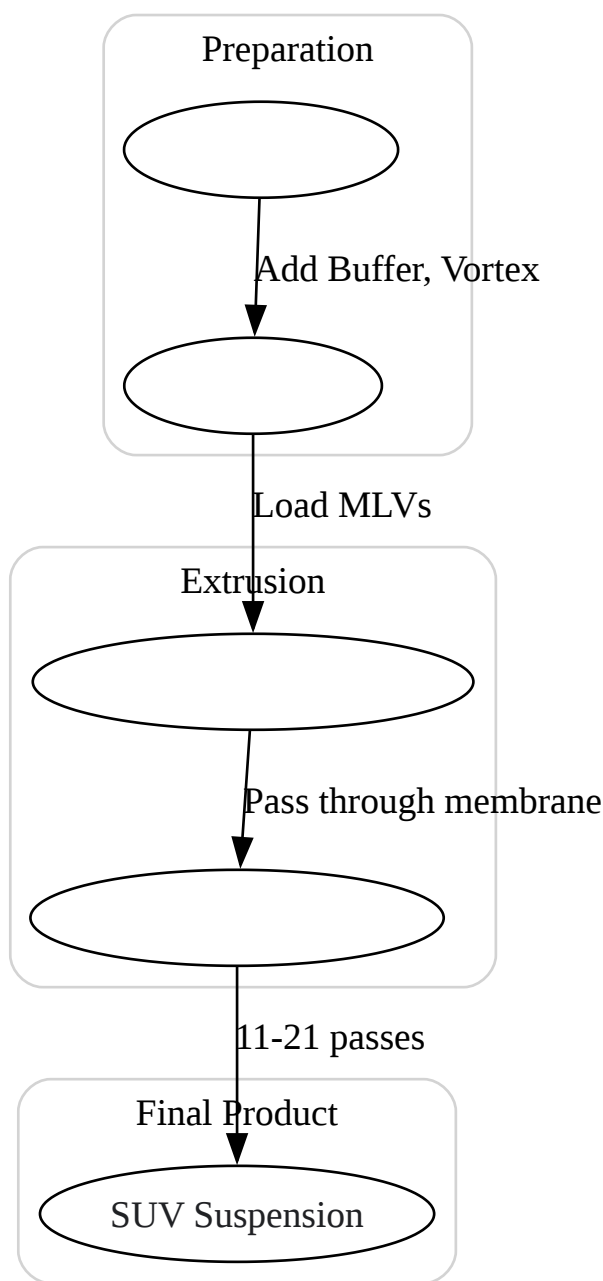 Preparation
Add Buffer, Vortex
Load MLVs
Extrusion
Pass through membrane
11-21 passes
Final Product
SUV Suspension